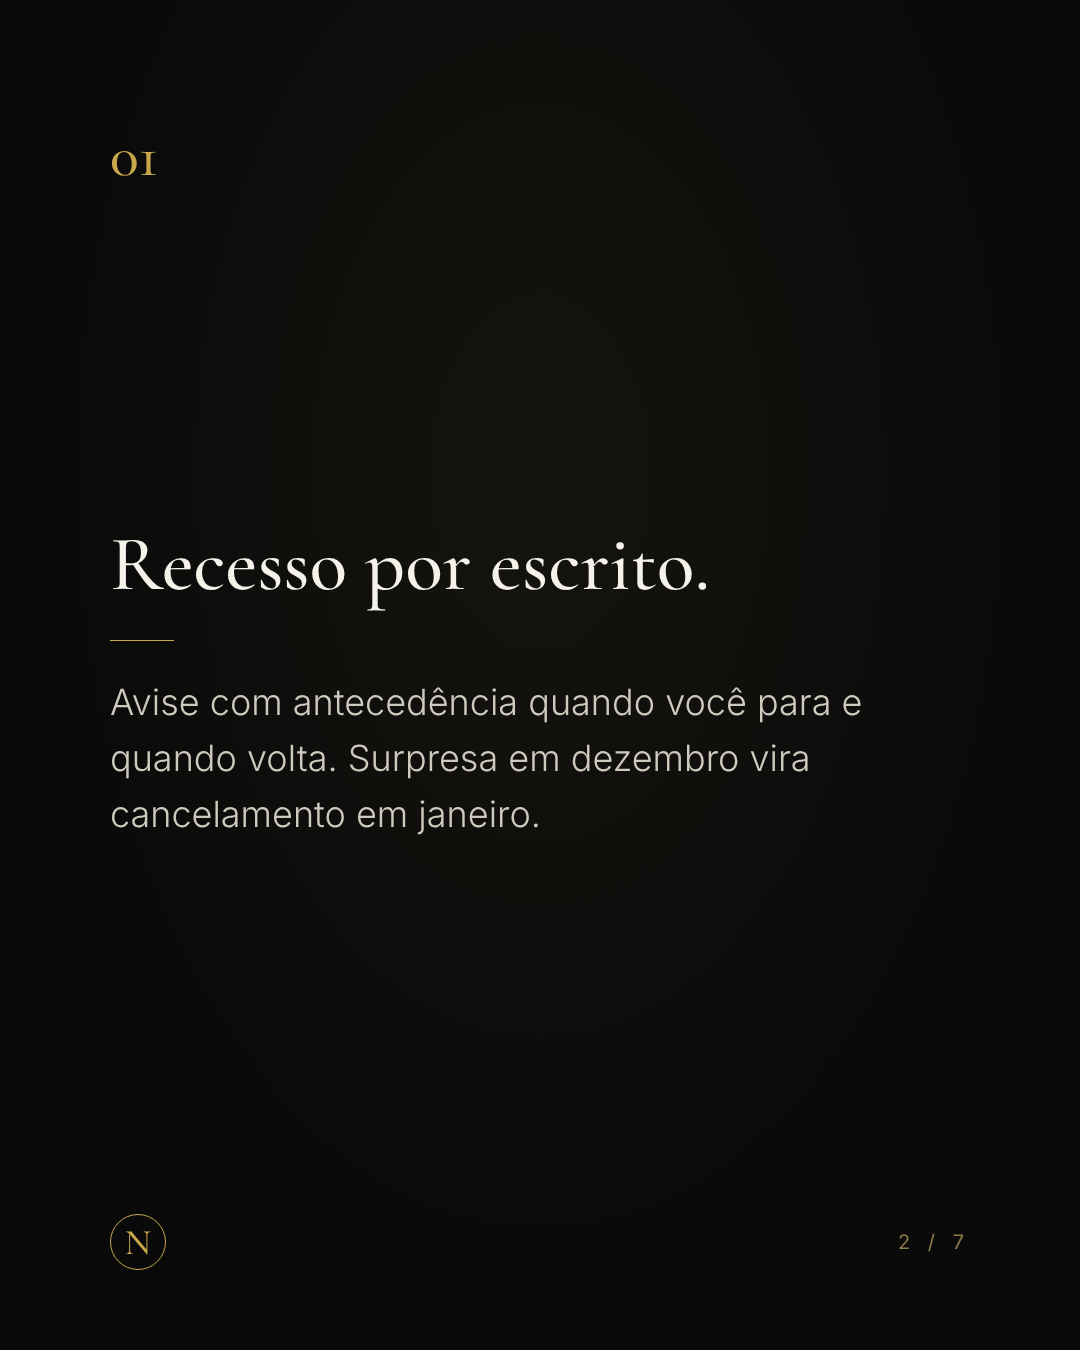 01
Recesso por escrito.
Avise com antecedência quando você para e
quando volta. Surpresa em dezembro vira
cancelamento em janeiro.
N
2 / 7